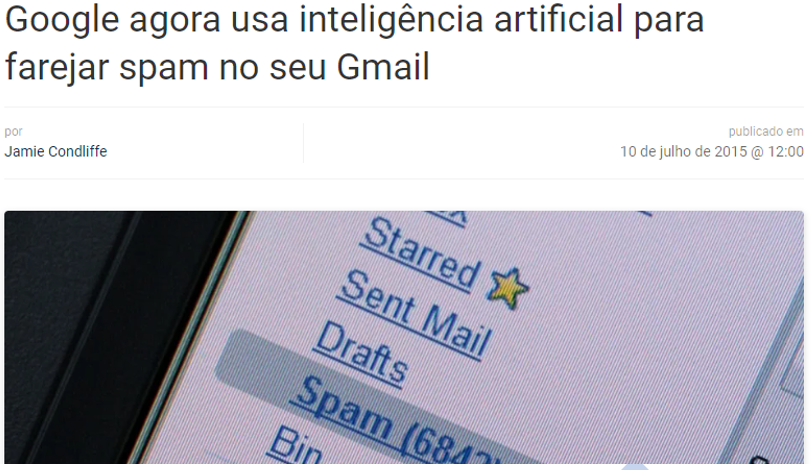 Google agora usa inteligência artificial para
farejar spam no seu Gmail
por
publicado em
Jamie Condliffe
10 de julho de 2015 @ 12:00
Starred
Sent Mail
Drafts
Spam (6842)
Bin